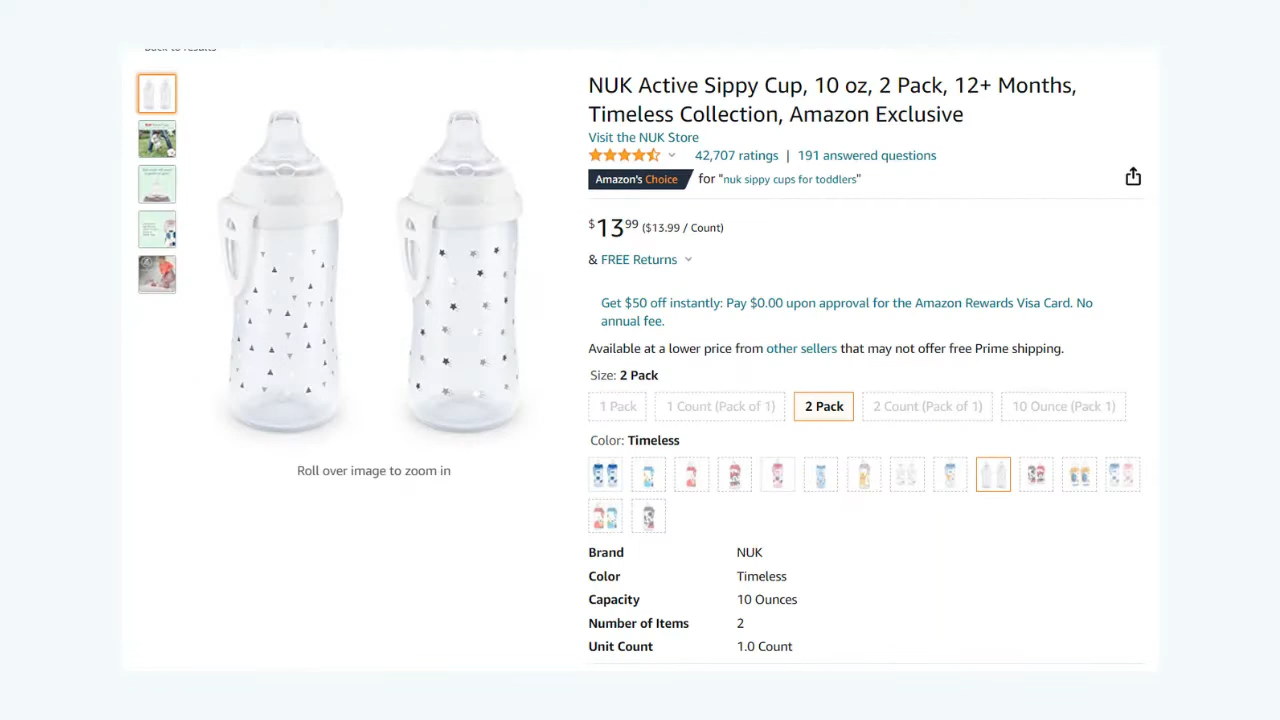 NUK Active Sippy Cup, 10 oz, 2 Pack, 12+ Months,
Timeless Collection, Amazon Exclusive
Visit the NUK Store
42,707 ratings | 191 answered questions
Amazon's Choice for "nuk sippy cups for toddlers"
$13.99 ($13.99 / Count)
& FREE Returns
Get $50 off instantly: Pay $0.00 upon approval for the Amazon Rewards Visa Card. No
annual fee.
Available at a lower price from other sellers that may not offer free Prime shipping.
Size: 2 Pack
1 Pack 1 Count (Pack of 1) 2 Pack 2 Count (Pack of 1) 10 Ounce (Pack 1)
Color: Timeless
Roll over image to zoom in
Brand NUK
Color Timeless
Capacity 10 Ounces
Number of Items 2
Unit Count 1.0 Count